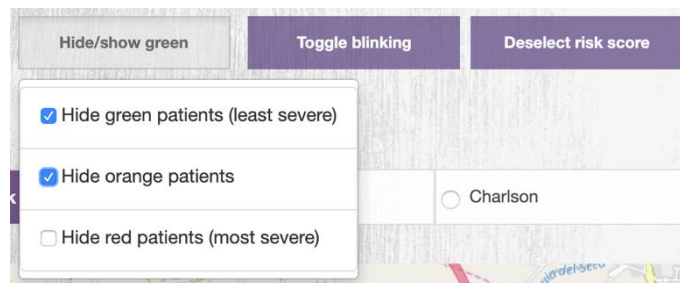 Hide/show green
Toggle blinking
Deselect risk score
Hide green patients (least severe)
Hide orange patients
k
Charlson
Hide red patients (most severe)